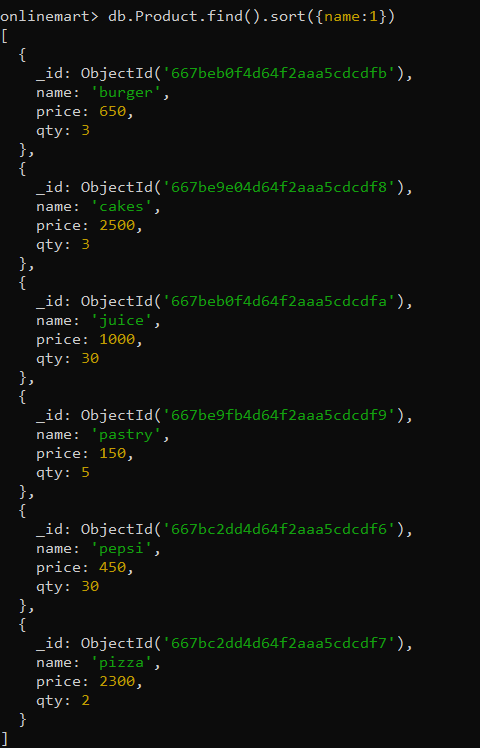 onlinemart> db.Product.find().sort({name:1})
[
  {
    _id: ObjectId('667beb0f4d64f2aaa5cdcdfb'),
    name: 'burger',
    price: 650,
    qty: 3
  },
  {
    _id: ObjectId('667be9e04d64f2aaa5cdcdf8'),
    name: 'cakes',
    price: 2500,
    qty: 3
  },
  {
    _id: ObjectId('667beb0f4d64f2aaa5cdcdfa'),
    name: 'juice',
    price: 1000,
    qty: 30
  },
  {
    _id: ObjectId('667be9fb4d64f2aaa5cdcdf9'),
    name: 'pastry',
    price: 150,
    qty: 5
  },
  {
    _id: ObjectId('667bc2dd4d64f2aaa5cdcdf6'),
    name: 'pepsi',
    price: 450,
    qty: 30
  },
  {
    _id: ObjectId('667bc2dd4d64f2aaa5cdcdf7'),
    name: 'pizza',
    price: 2300,
    qty: 2
  }
]